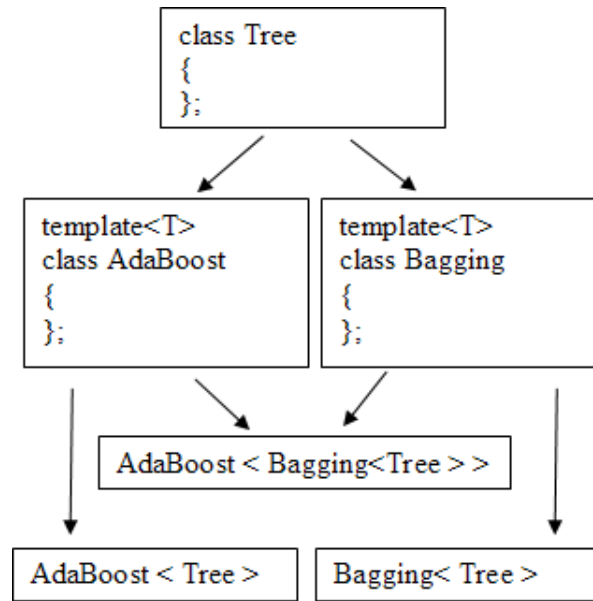 class Tree
{
};
template<T>
class AdaBoost
{
};
template<T>
class Bagging
{
};
AdaBoost < Bagging<Tree > >
AdaBoost < Tree >
Bagging< Tree >